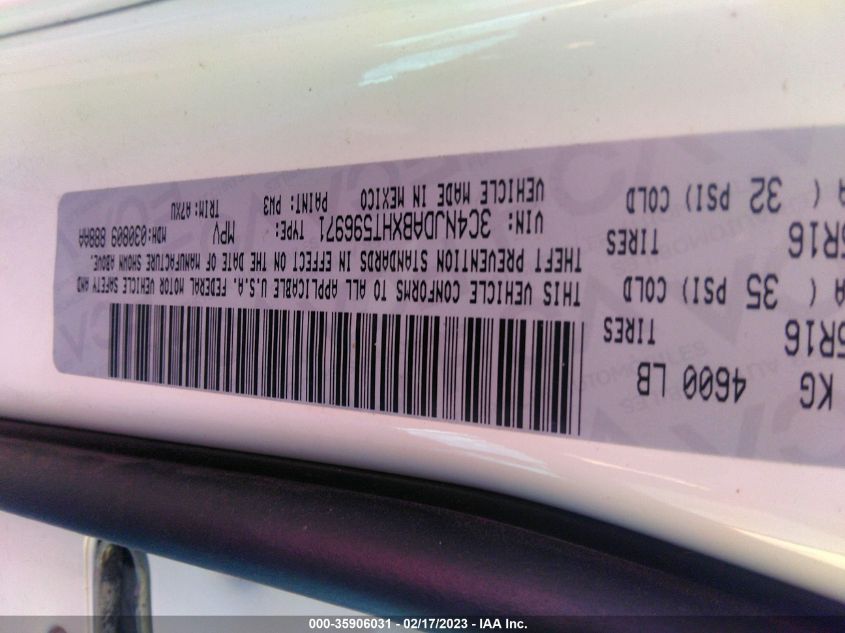 KG 4600 LB
5R16 TIRES
A ( 35 PSI) COLD
5R16 TIRES
A ( 32 PSI) COLD
THIS VEHICLE CONFORMS TO ALL APPLICABLE U.S.A. FEDERAL MOTOR VEHICLE SAFETY AND
THEFT PREVENTION STANDARDS IN EFFECT ON THE DATE OF MANUFACTURE SHOWN ABOVE.
VIN: 3C4NJDABXHT596971 TYPE: MPV MDH:030809 888AA
VEHICLE MADE IN MEXICO PAINT: PW3 TRIM: A7XU
000-35906031 - 02/17/2023 - IAA Inc.